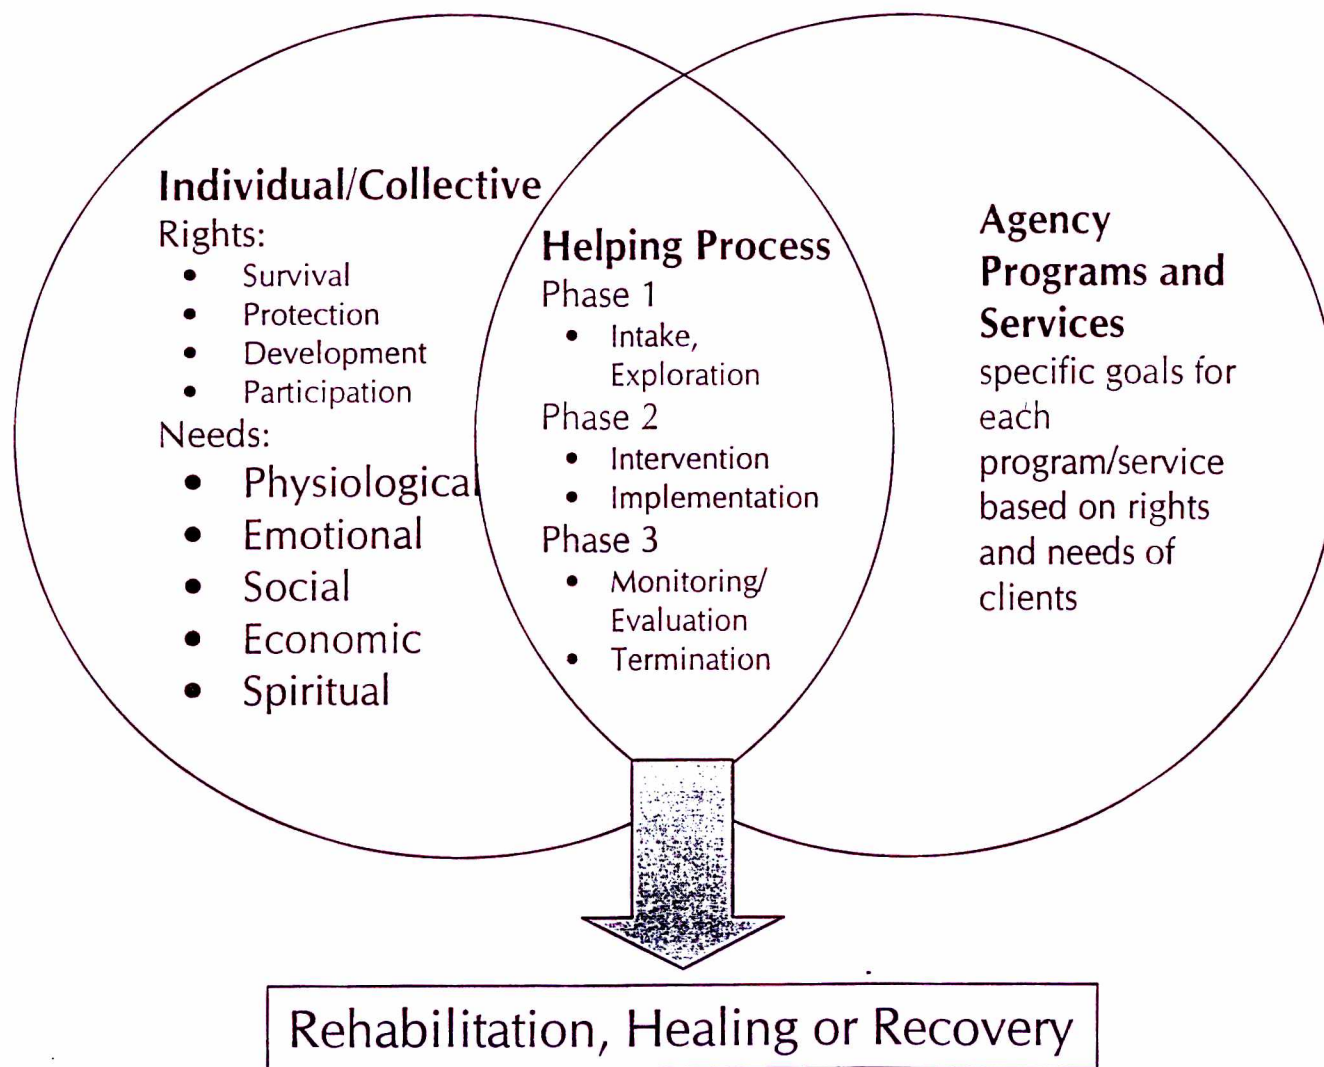 Individual/Collective
Rights:
• Survival
• Protection
• Development
• Participation
Needs:
• Physiological
• Emotional
• Social
• Economic
• Spiritual
Helping Process
Phase 1
• Intake,
Exploration
Phase 2
• Intervention
• Implementation
Phase 3
• Monitoring/
Evaluation
• Termination
Agency
Programs and
Services
specific goals for
each
program/service
based on rights
and needs of
clients
Rehabilitation, Healing or Recovery